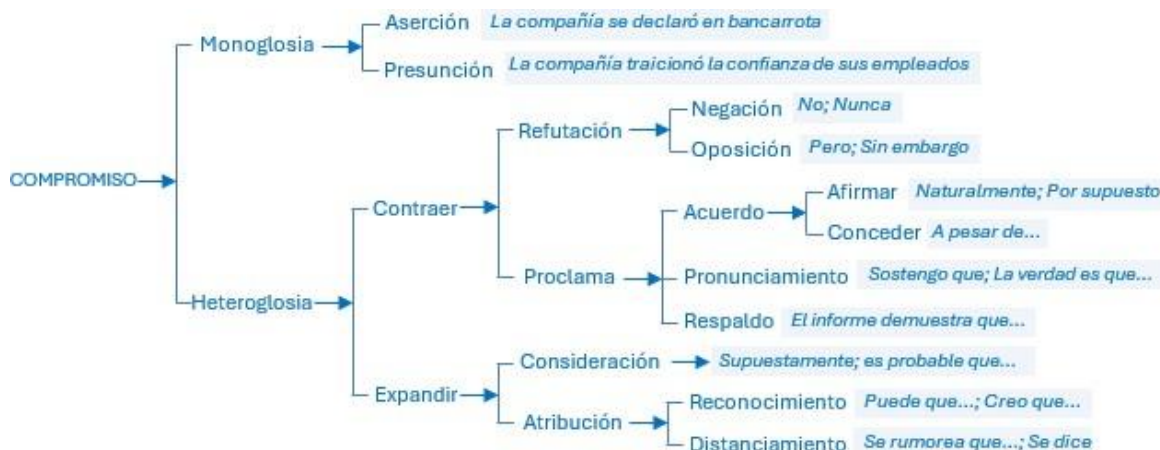 Aserción La compañía se declaró en bancarrota
Monoglosia
Presunción La compañía traicionó la confianza de sus empleados
Negación No; Nunca
Refutación
Oposición Pero; Sin embargo
COMPROMISO
Afirmar Naturalmente; Por supuesto
Contraer
Acuerdo
Conceder A pesar de...
Proclama
Pronunciamiento Sostengo que; La verdad es que...
Heteroglosia
Respaldo El informe demuestra que...
Consideración Supuestamente; es probable que...
Expandir
Reconocimiento Puede que...; Creo que...
Atribución
Distanciamiento Se rumorea que...; Se dice